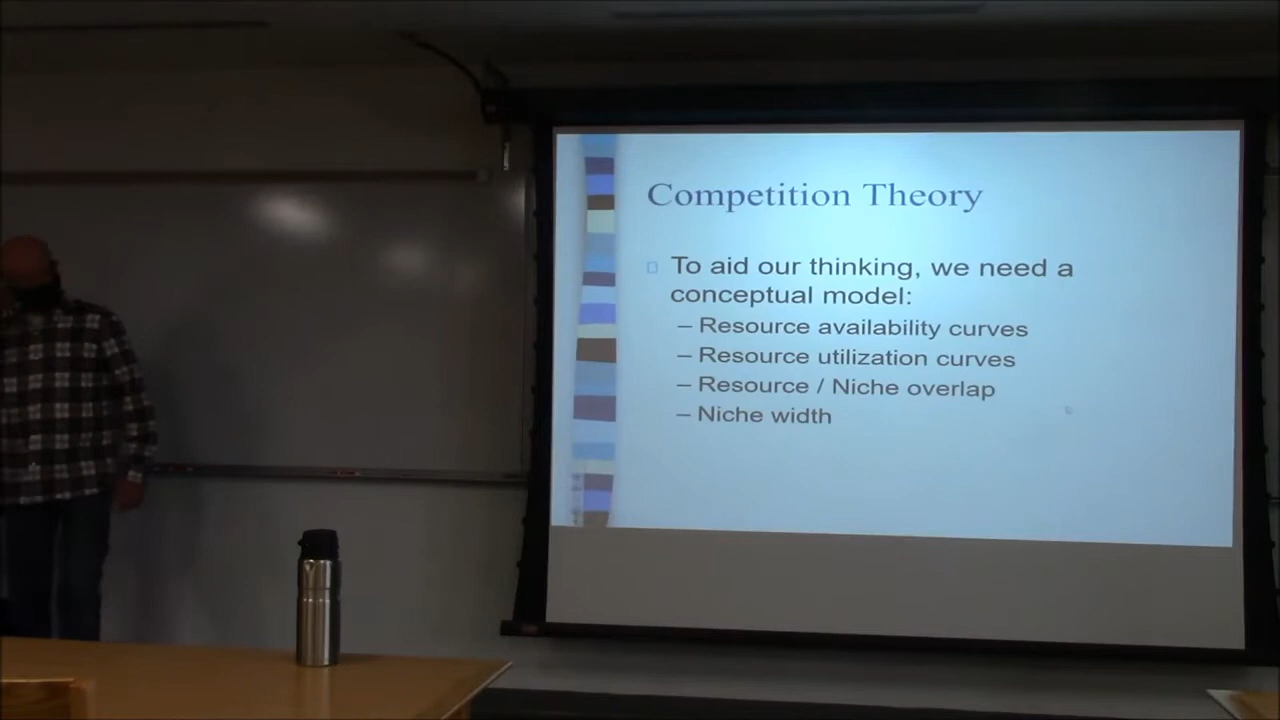 Competition Theory
To aid our thinking, we need a
conceptual model:
– Resource availability curves
– Resource utilization curves
– Resource / Niche overlap
– Niche width